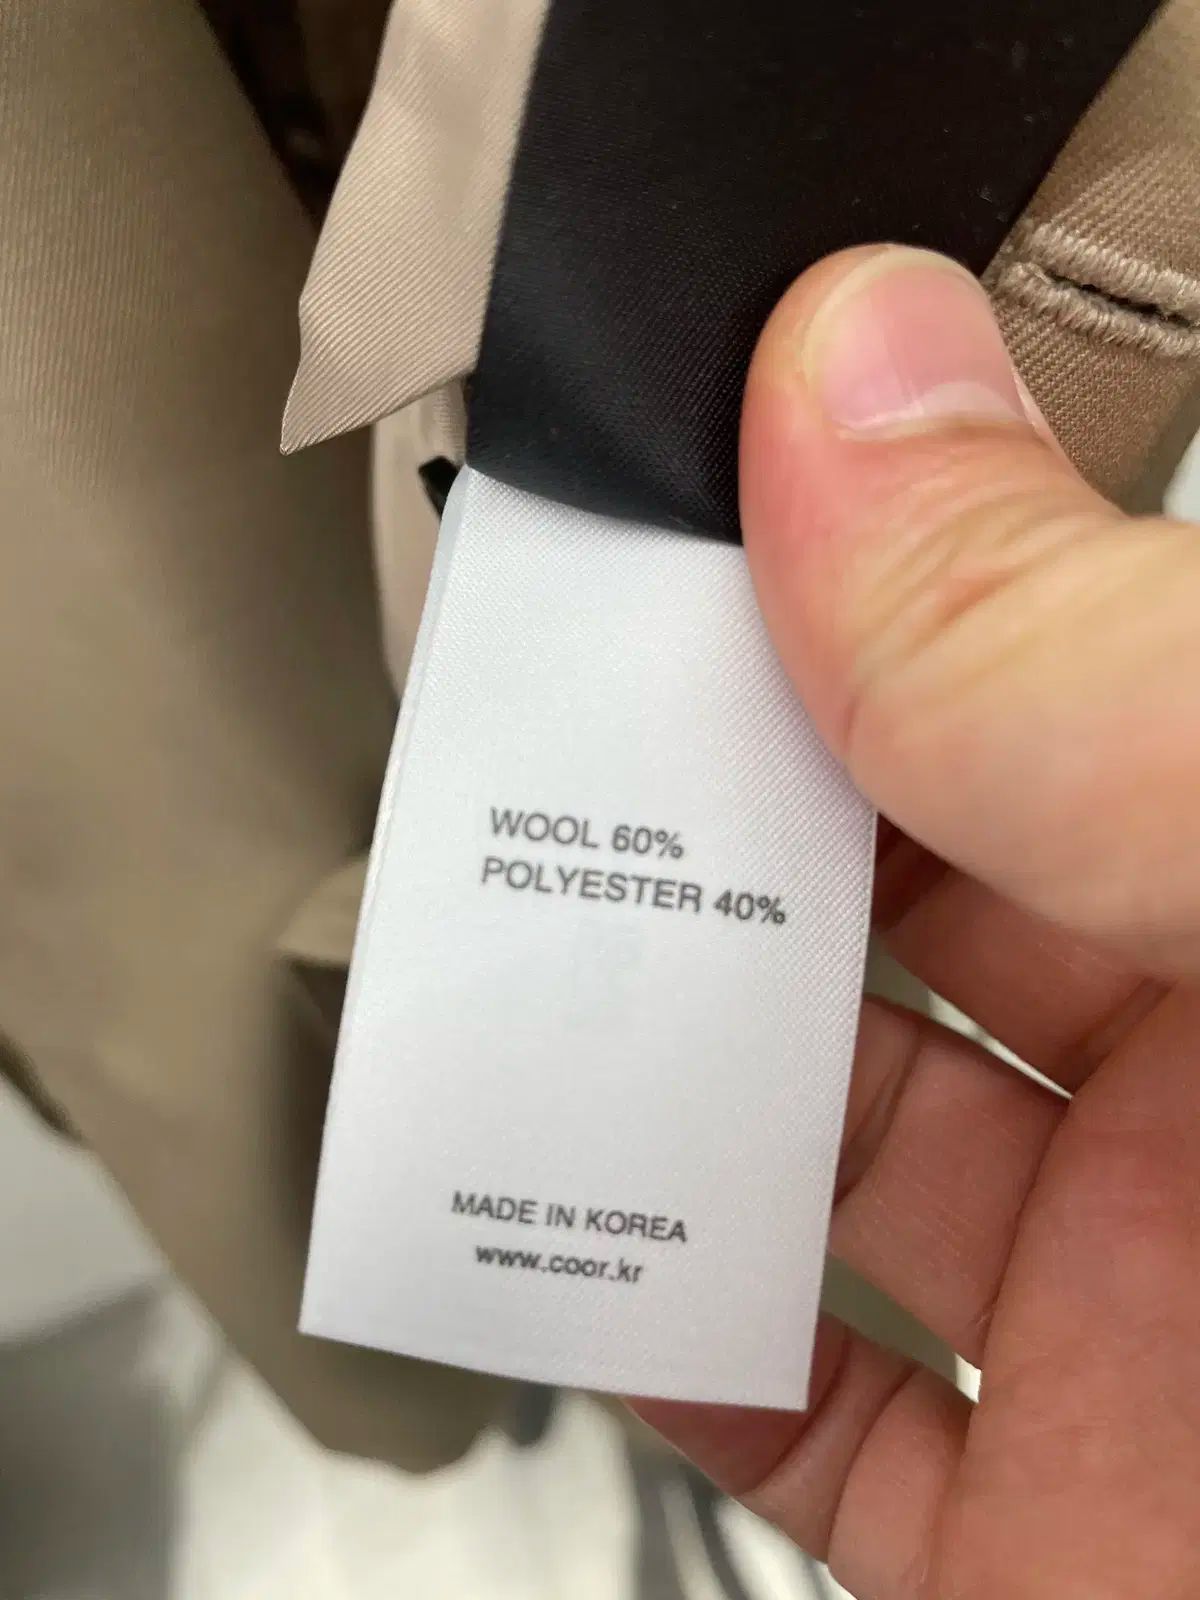 WOOL 60%
POLYESTER 40%
MADE IN KOREA
www.coor.kr